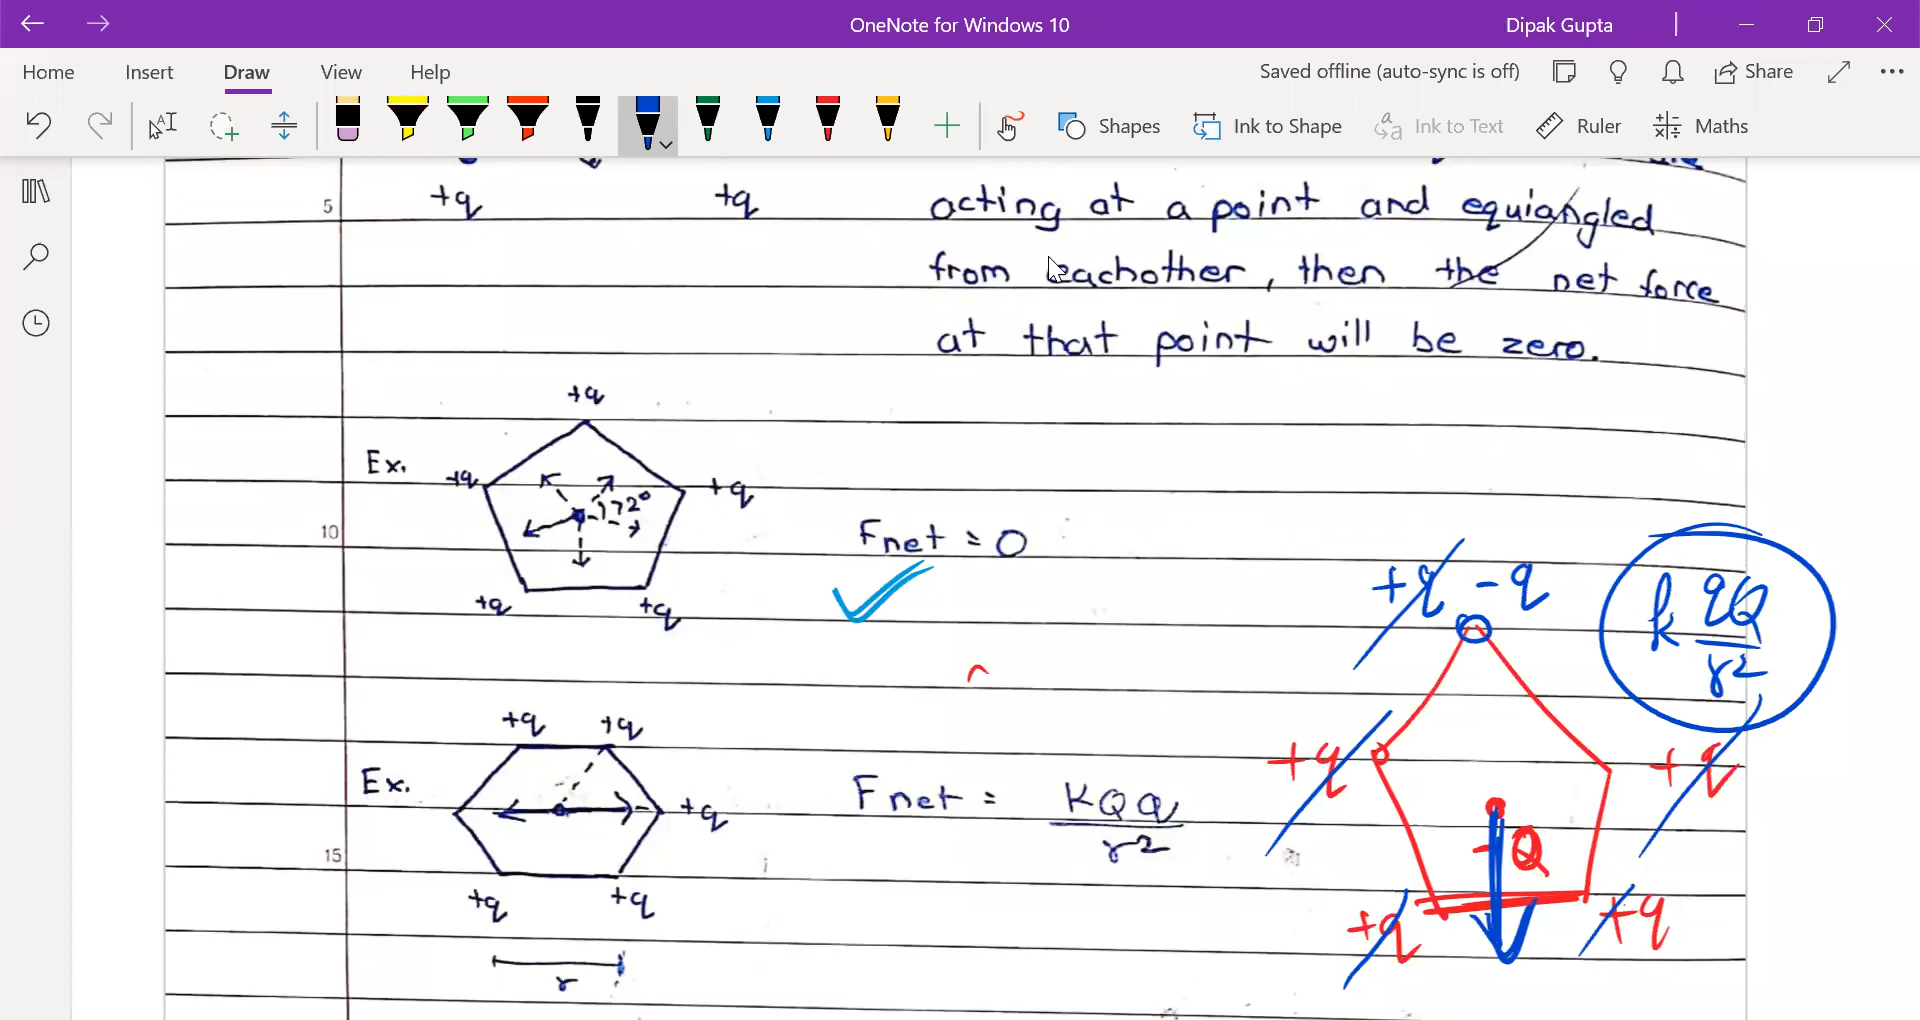 OneNote for Windows 10
Dipak Gupta
Home Insert Draw View Help
Saved offline (auto-sync is off)
Share
Shapes
Ink to Shape
Ink to Text
Ruler
Maths
5
+q +q
acting at a point and equiangled
from eachother, then the net force
at that point will be zero.
+q
Ex.
+q
+q
72°
10
Fnet = 0
+q +q
+q - q
k qQ
r2
+q +q
Ex.
+q
Fnet = KQq
r2
15
+q +q
r
+q
+q
- Q
+q
+q